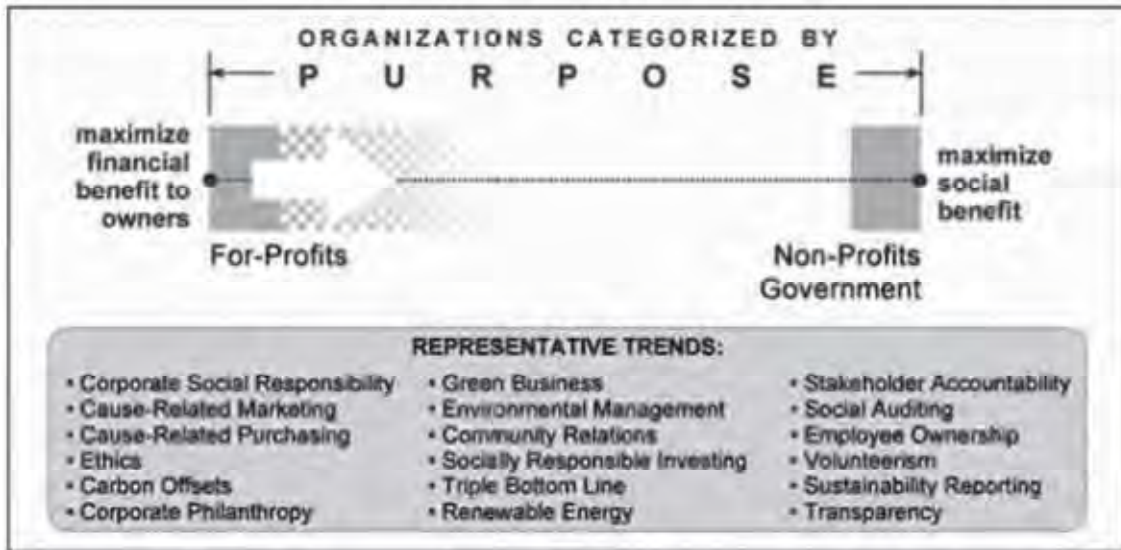 ORGANIZATIONS CATEGORIZED BY
PURPOSE
maximize
financial
benefit to
owners
maximize
social
benefit
For-Profits
Non-Profits
Government
REPRESENTATIVE TRENDS:
• Corporate Social Responsibility
• Cause-Related Marketing
• Cause-Related Purchasing
• Ethics
• Carbon Offsets
• Corporate Philanthropy
• Green Business
• Environmental Management
• Community Relations
• Socially Responsible Investing
• Triple Bottom Line
• Renewable Energy
• Stakeholder Accountability
• Social Auditing
• Employee Ownership
• Volunteerism
• Sustainability Reporting
• Transparency